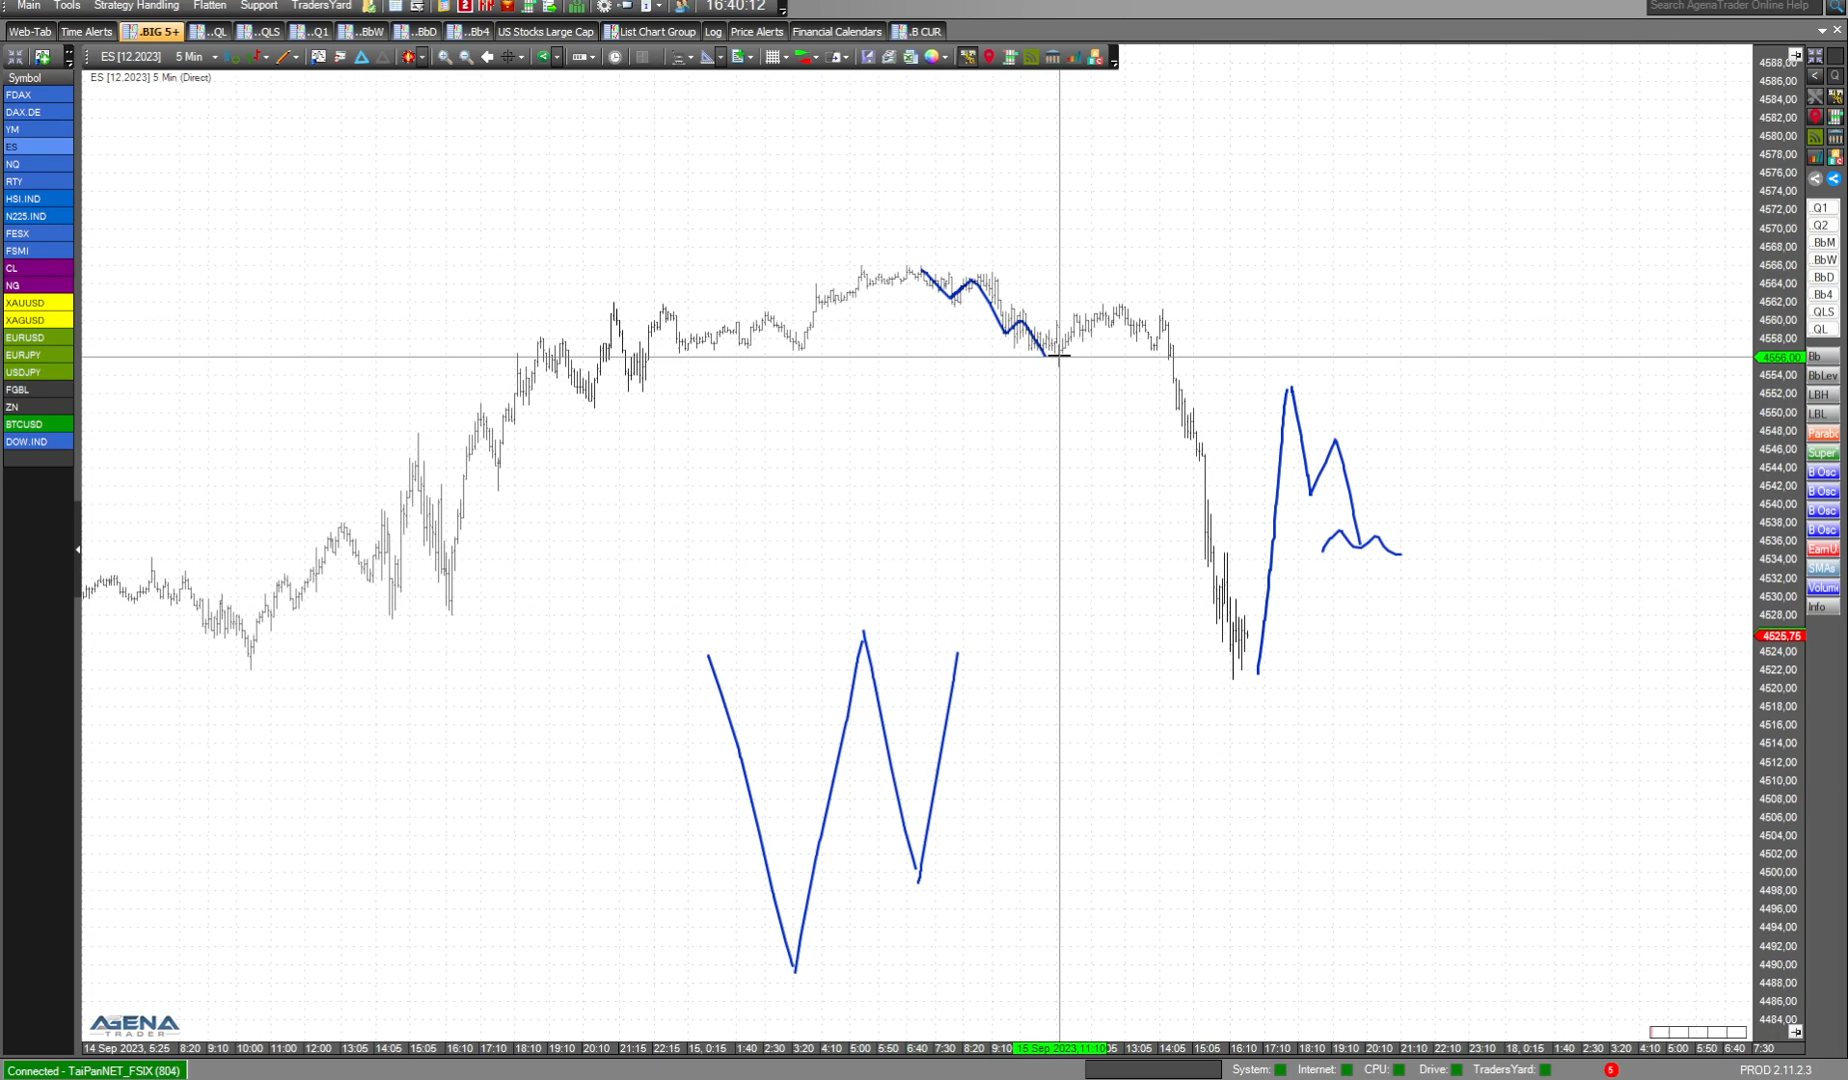 Main Tools Strategy Handling Flatten Support TradersYard 16:40:12 Search AgenaTrader Online Help
Web-Tab Time Alerts .BIG 5+ ..QL ..QLS ..Q1 ..BbW ..BbD ..Bb4 US Stocks Large Cap List Chart Group Log Price Alerts Financial Calendars .B CUR
ES [12.2023] 5 Min
Symbol
ES [12.2023] 5 Min (Direct)
FDAX
DAX.DE
YM
ES
NQ
RTY
HSI.IND
N225.IND
FESX
FSMI
CL
NG
XAUUSD
XAGUSD
EURUSD
EURJPY
USDJPY
FGBL
ZN
BTCUSD
DOW.IND
4588,00
4586,00
4584,00
4582,00
4580,00
4578,00
4576,00
4574,00
4572,00
4570,00
4568,00
4566,00
4564,00
4562,00
4560,00
4558,00
4556,00
4554,00
4552,00
4550,00
4548,00
4546,00
4544,00
4542,00
4540,00
4538,00
4536,00
4534,00
4532,00
4530,00
4528,00
4525,75
4524,00
4522,00
4520,00
4518,00
4516,00
4514,00
4512,00
4510,00
4508,00
4506,00
4504,00
4502,00
4500,00
4498,00
4496,00
4494,00
4492,00
4490,00
4488,00
4486,00
4484,00
..Q1
..Q2
..BbM
..BbW
..BbD
..Bb4
..QLS
..QL
Bb
BbLev
LBH
LBL
Parabo
Super
B Osc
B Osc
B Osc
B Osc
EarnU
SMAs
Volume
Info
AGENA
TRADER
14 Sep 2023, 5:25 8:20 9:10 10:00 11:00 12:00 13:05 14:05 15:05 16:10 17:10 18:10 19:10 20:10 21:15 22:15 15, 0:15 1:40 2:30 3:20 4:10 5:00 5:50 6:40 7:30 8:20 9:10 15 Sep 2023, 11:10 05 13:05 14:05 15:05 16:10 17:10 18:10 19:10 20:10 21:10 22:10 23:10 18, 0:15 1:40 2:30 3:20 4:10 5:00 5:50 6:40 7:30
Connected - TaiPanNET_FSIX (804) System: Internet: CPU: Drive: TradersYard: 5 PROD 2.11.2.3